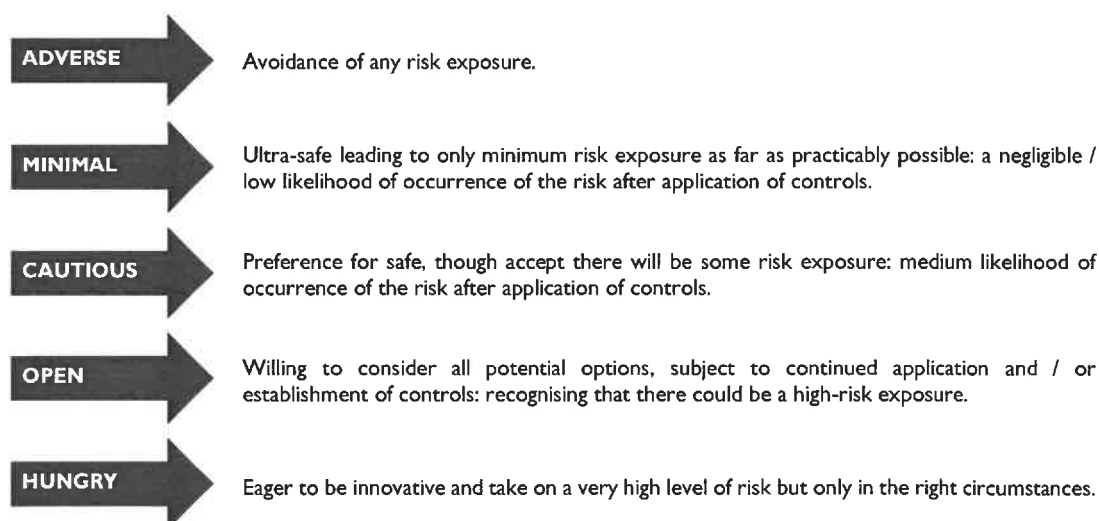 ADVERSE
Avoidance of any risk exposure.
MINIMAL
Ultra-safe leading to only minimum risk exposure as far as practicably possible: a negligible /
low likelihood of occurrence of the risk after application of controls.
CAUTIOUS
Preference for safe, though accept there will be some risk exposure: medium likelihood of
occurrence of the risk after application of controls.
OPEN
Willing to consider all potential options, subject to continued application and / or
establishment of controls: recognising that there could be a high-risk exposure.
HUNGRY
Eager to be innovative and take on a very high level of risk but only in the right circumstances.